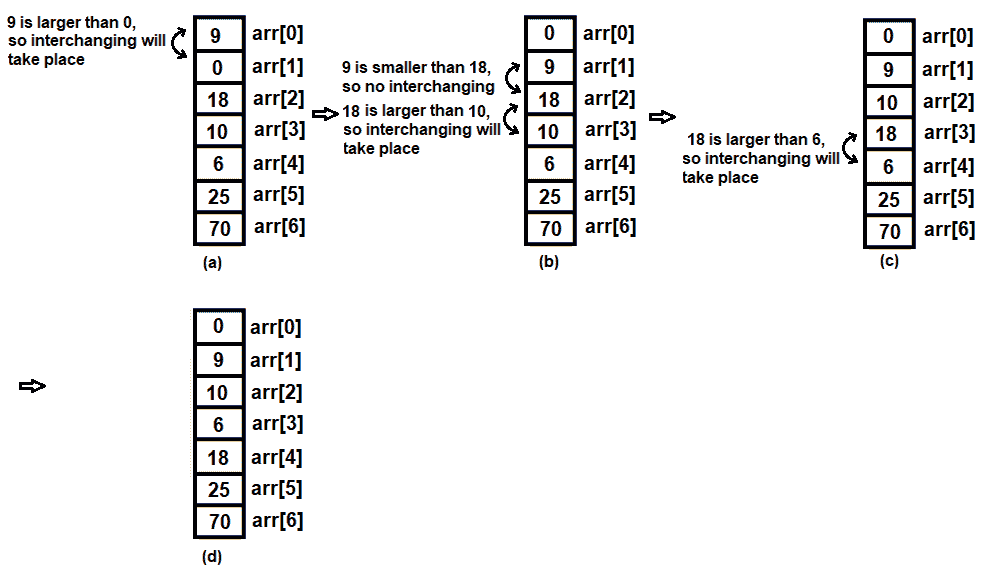 9 is larger than 0,
so interchanging will
take place
9 arr[0]
0 arr[1]
18 arr[2]
10 arr[3]
6 arr[4]
25 arr[5]
70 arr[6]
(a)
9 is smaller than 18,
so no interchanging
18 is larger than 10,
so interchanging will
take place
0 arr[0]
9 arr[1]
18 arr[2]
10 arr[3]
6 arr[4]
25 arr[5]
70 arr[6]
(b)
18 is larger than 6,
so interchanging will
take place
0 arr[0]
9 arr[1]
10 arr[2]
18 arr[3]
6 arr[4]
25 arr[5]
70 arr[6]
(c)
0 arr[0]
9 arr[1]
10 arr[2]
6 arr[3]
18 arr[4]
25 arr[5]
70 arr[6]
(d)